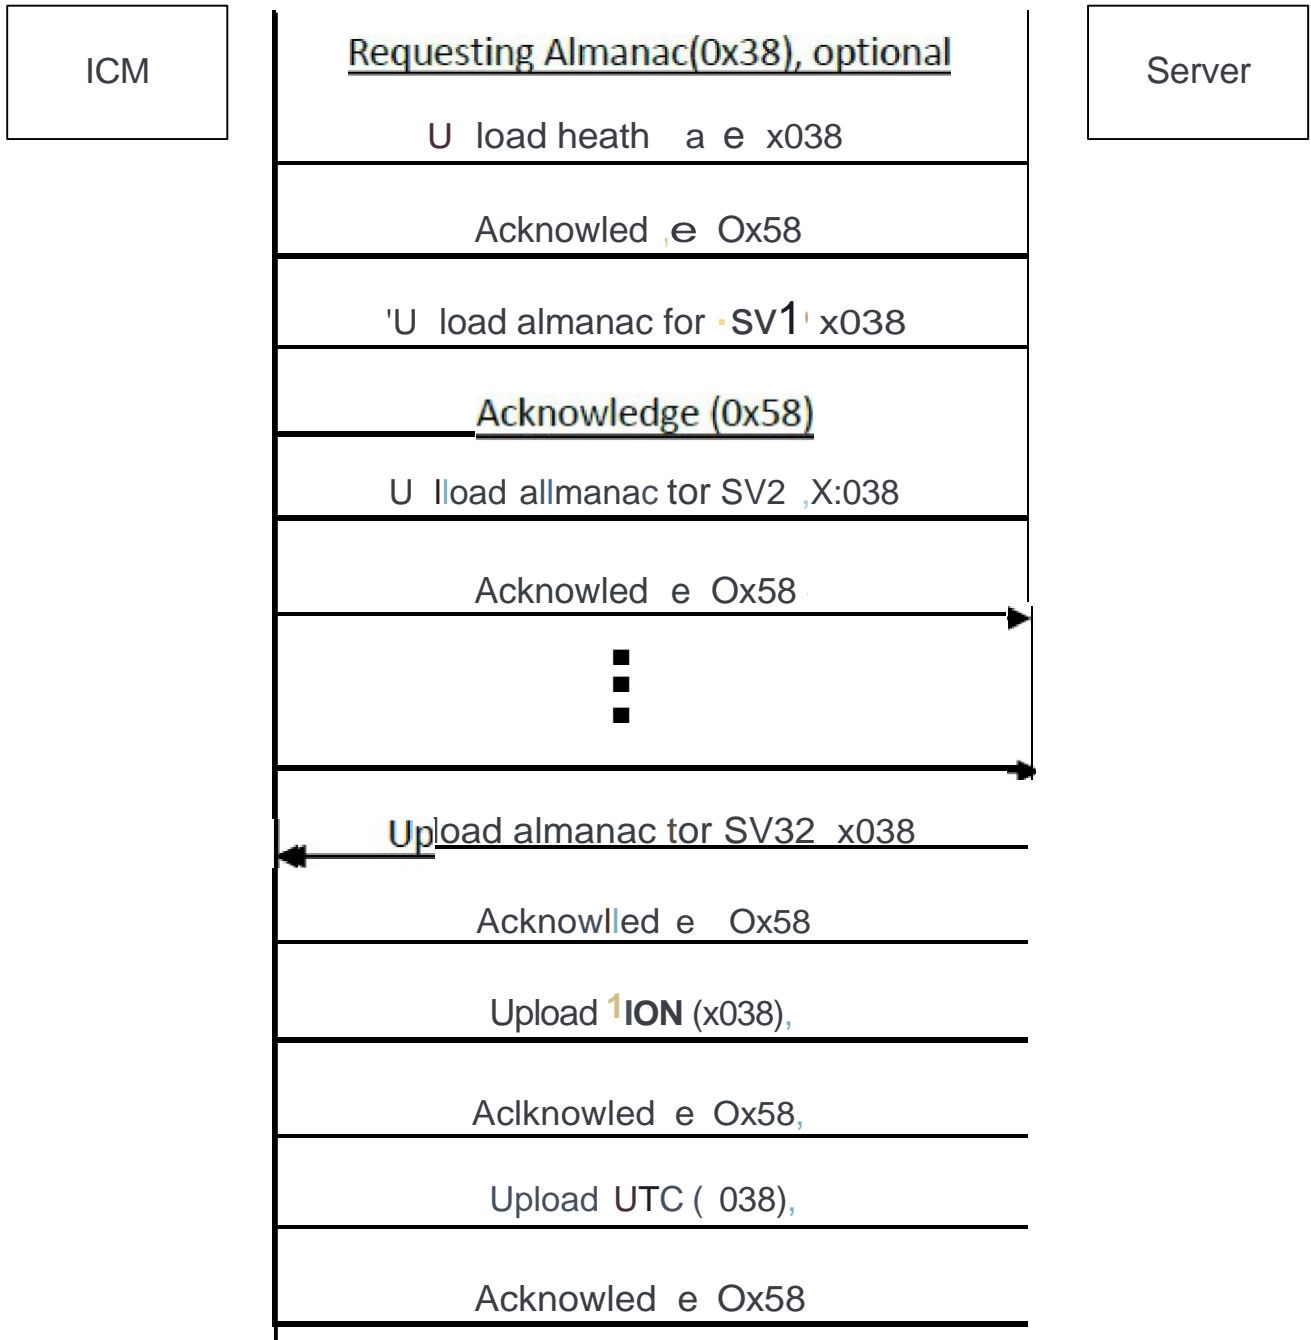 ICM
Requesting Almanac(0x38), optional
Server
U load heath a e x038
Acknowled ,e Ox58
'U load almanac for ·SV1' x038
Acknowledge (0x58)
U lload allmanac tor SV2 ,X:038
Acknowled e Ox58
Upload almanac tor SV32 x038
Acknowlled e Ox58
Upload 1ION (x038),
Aclknowled e Ox58,
Upload UTC ( 038),
Acknowled e Ox58